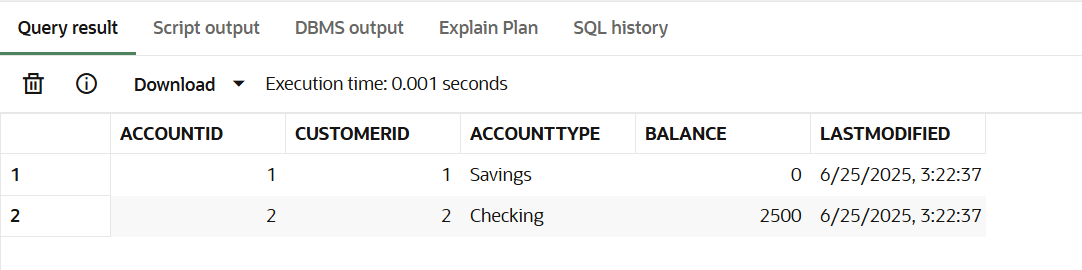 Query result Script output DBMS output Explain Plan SQL history
Download Execution time: 0.001 seconds
ACCOUNTID CUSTOMERID ACCOUNTTYPE BALANCE LASTMODIFIED
1 1 1 Savings 0 6/25/2025, 3:22:37
2 2 2 Checking 2500 6/25/2025, 3:22:37